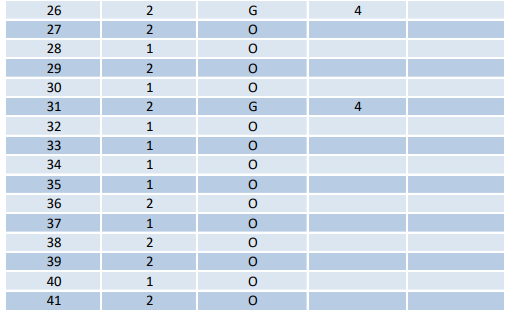 26 2 G 4
27 2 O
28 1 O
29 2 O
30 1 O
31 2 G 4
32 1 O
33 1 O
34 1 O
35 1 O
36 2 O
37 1 O
38 2 O
39 2 O
40 1 O
41 2 O